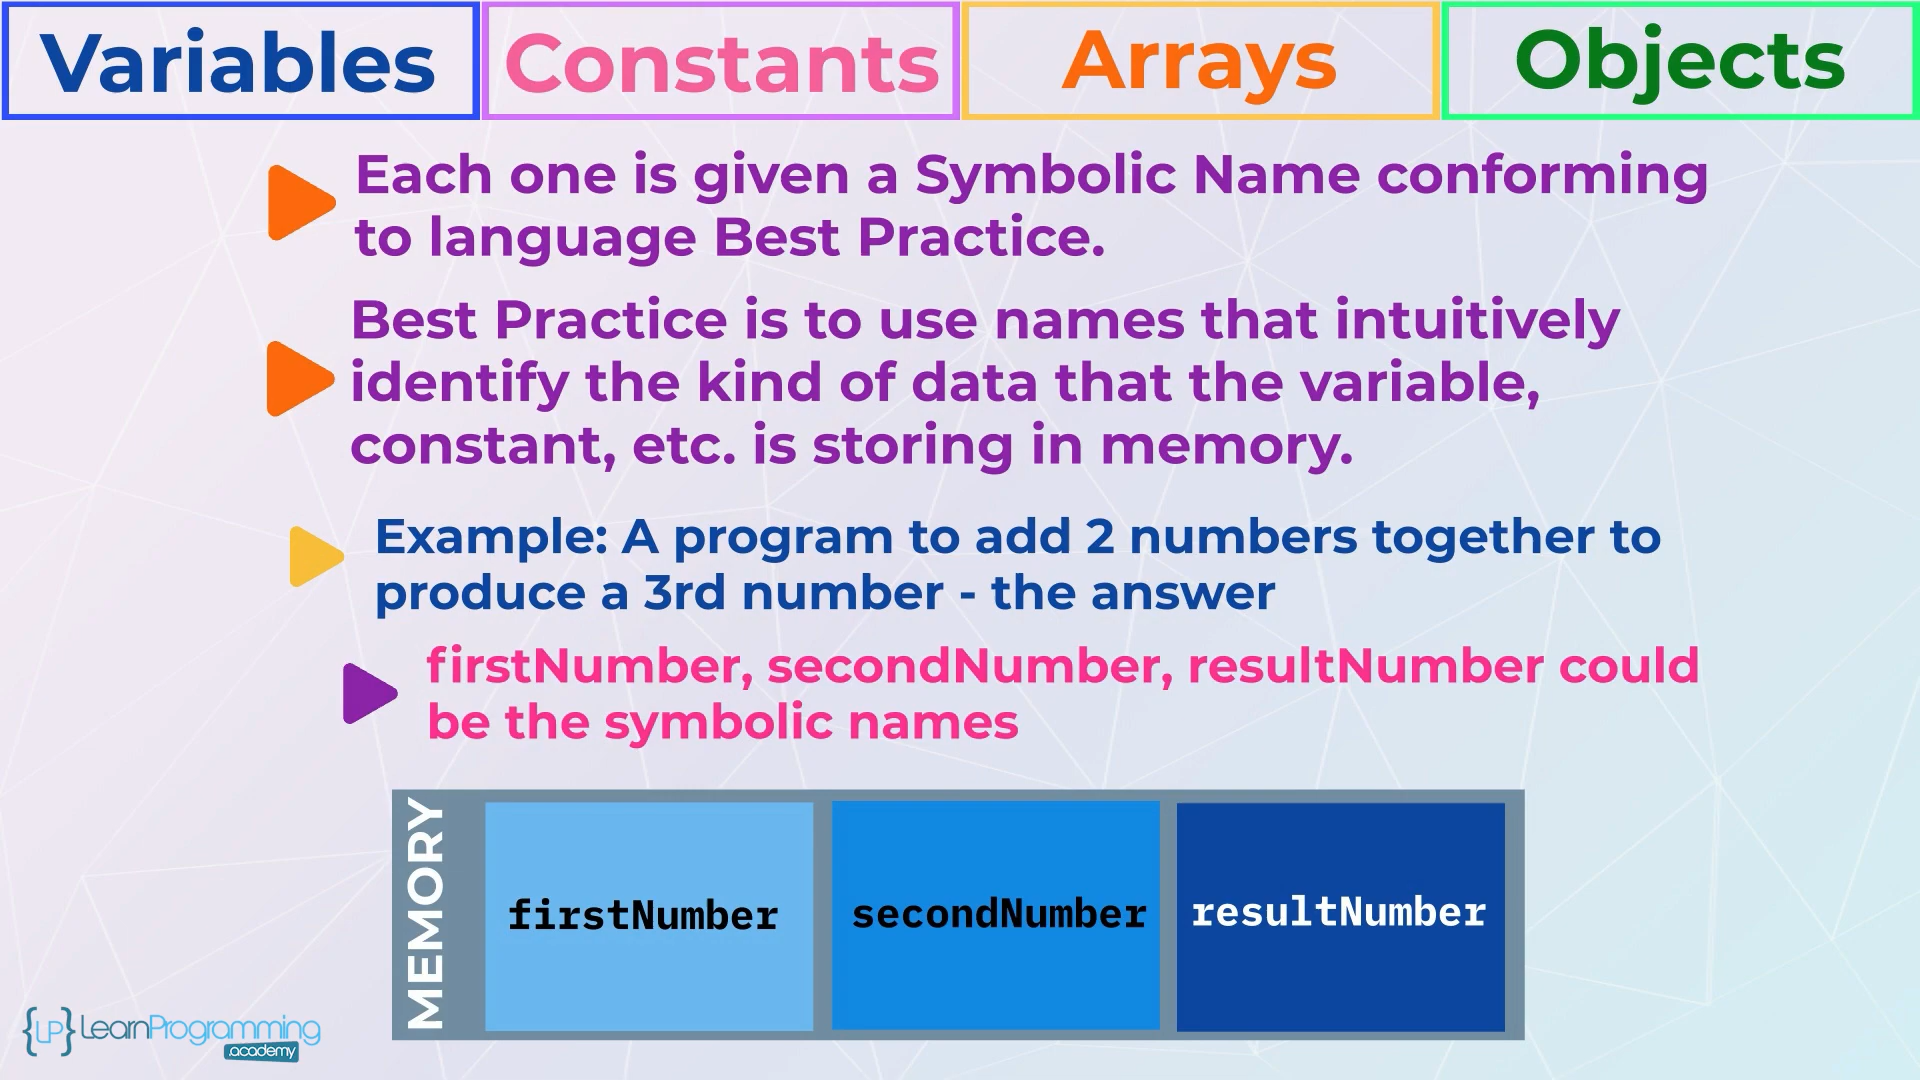 Variables
Constants
Arrays
Objects
Each one is given a Symbolic Name conforming
to language Best Practice.
Best Practice is to use names that intuitively
identify the kind of data that the variable,
constant, etc. is storing in memory.
Example: A program to add 2 numbers together to
produce a 3rd number - the answer
firstNumber, secondNumber, resultNumber could
be the symbolic names
MEMORY
firstNumber
secondNumber
resultNumber
{LP} LearnProgramming
.academy